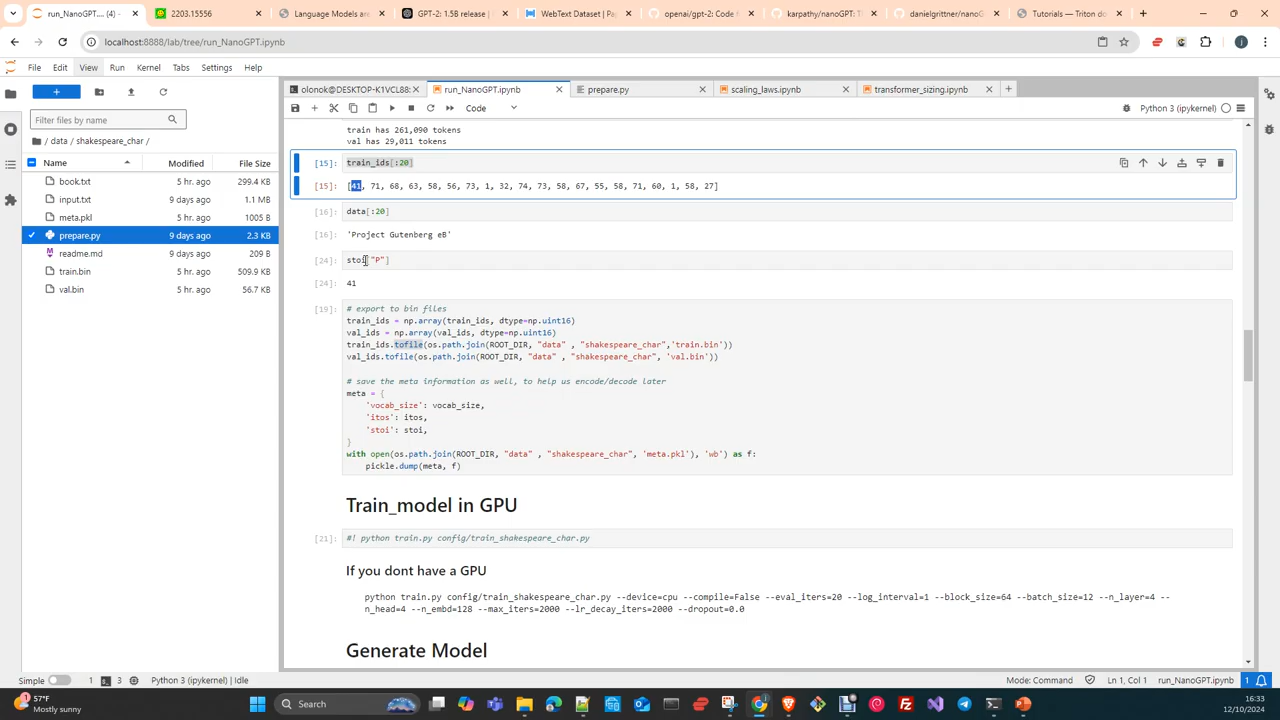 run_NanoGPT.... (4) -
2203.15556
Language Models are
GPT-2: 1.5B release |
WebText Dataset | Pa
openai/gpt-2: Code f
karpathy/nanoGPT: Th
danielgrittner/nanoG
Tutorials — Triton do
localhost:8888/lab/tree/run_NanoGPT.ipynb
File Edit View Run Kernel Tabs Settings Help
olonok@DESKTOP-K1VCL88:
run_NanoGPT.ipynb
prepare.py
scaling_laws.ipynb
transformer_sizing.ipynb
Code
Python 3 (ipykernel)
Filter files by name
/ data / shakespeare_char /
Name Modified File Size
book.txt 5 hr. ago 299.4 KB
input.txt 9 days ago 1.1 MB
meta.pkl 5 hr. ago 1005 B
prepare.py 9 days ago 2.3 KB
readme.md 9 days ago 209 B
train.bin 5 hr. ago 509.9 KB
val.bin 5 hr. ago 56.7 KB
train has 261,090 tokens
val has 29,011 tokens
[15]: train_ids[:20]
[15]: [41, 71, 68, 63, 58, 56, 73, 1, 32, 74, 73, 58, 67, 55, 58, 71, 60, 1, 58, 27]
[16]: data[:20]
[16]: 'Project Gutenberg eB'
[24]: stoi["P"]
[24]: 41
[19]: # export to bin files
train_ids = np.array(train_ids, dtype=np.uint16)
val_ids = np.array(val_ids, dtype=np.uint16)
train_ids.tofile(os.path.join(ROOT_DIR, "data" , "shakespeare_char",'train.bin'))
val_ids.tofile(os.path.join(ROOT_DIR, "data" , "shakespeare_char", 'val.bin'))
# save the meta information as well, to help us encode/decode later
meta = {
'vocab_size': vocab_size,
'itos': itos,
'stoi': stoi,
}
with open(os.path.join(ROOT_DIR, "data" , "shakespeare_char", 'meta.pkl'), 'wb') as f:
pickle.dump(meta, f)
Train_model in GPU
[21]: #! python train.py config/train_shakespeare_char.py
If you dont have a GPU
python train.py config/train_shakespeare_char.py --device=cpu --compile=False --eval_iters=20 --log_interval=1 --block_size=64 --batch_size=12 --n_layer=4 --
n_head=4 --n_embd=128 --max_iters=2000 --lr_decay_iters=2000 --dropout=0.0
Generate Model
Simple 1 3 Python 3 (ipykernel) | Idle
Mode: Command Ln 1, Col 1 run_NanoGPT.ipynb 1
57°F
Mostly sunny
Search
16:33
12/10/2024